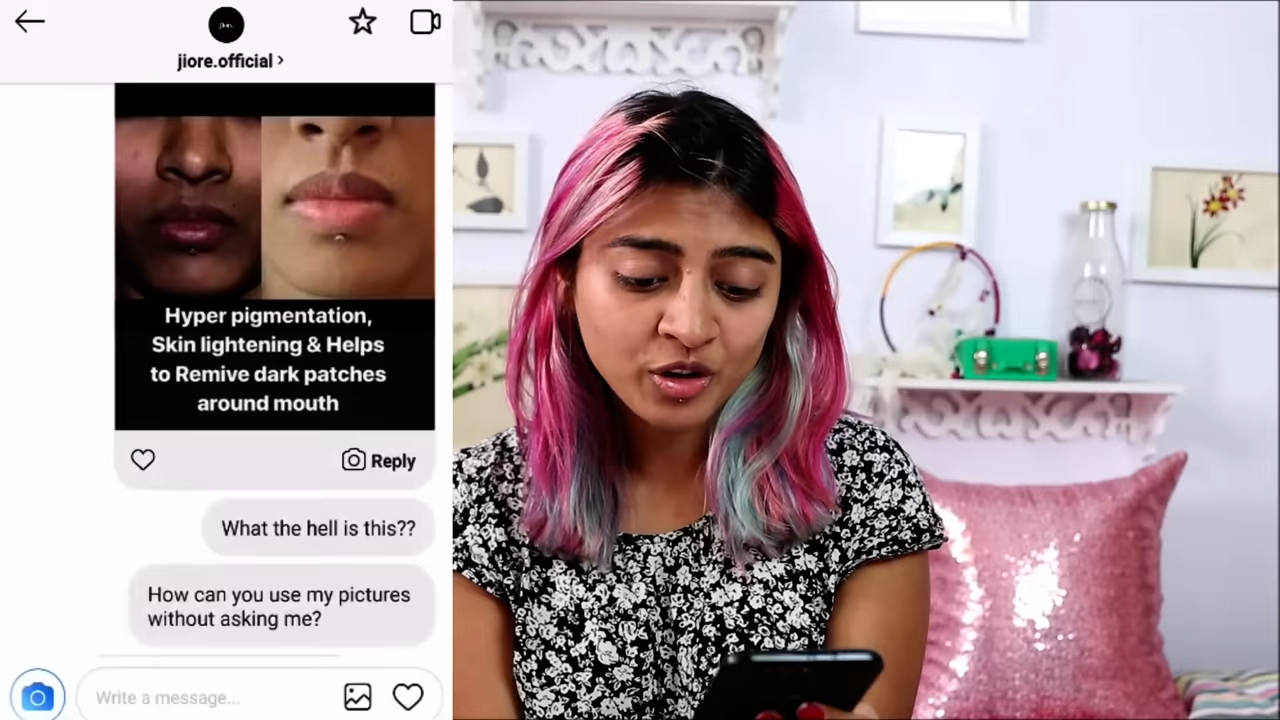 jiore.official >
Hyper pigmentation,
Skin lightening & Helps
to Remive dark patches
around mouth
Reply
What the hell is this??
How can you use my pictures
without asking me?
Write a message...